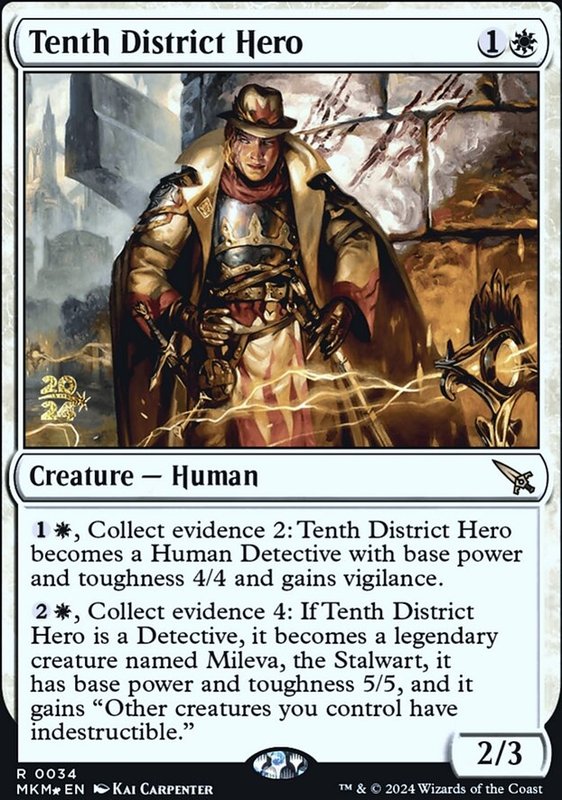 Tenth District Hero 1
20
24
Creature — Human
1, Collect evidence 2: Tenth District Hero
becomes a Human Detective with base power
and toughness 4/4 and gains vigilance.
2, Collect evidence 4: If Tenth District
Hero is a Detective, it becomes a legendary
creature named Mileva, the Stalwart, it
has base power and toughness 5/5, and it
gains “Other creatures you control have
indestructible.”
2/3
R 0034
MKM★EN Kai Carpenter ™ & © 2024 Wizards of the Coast